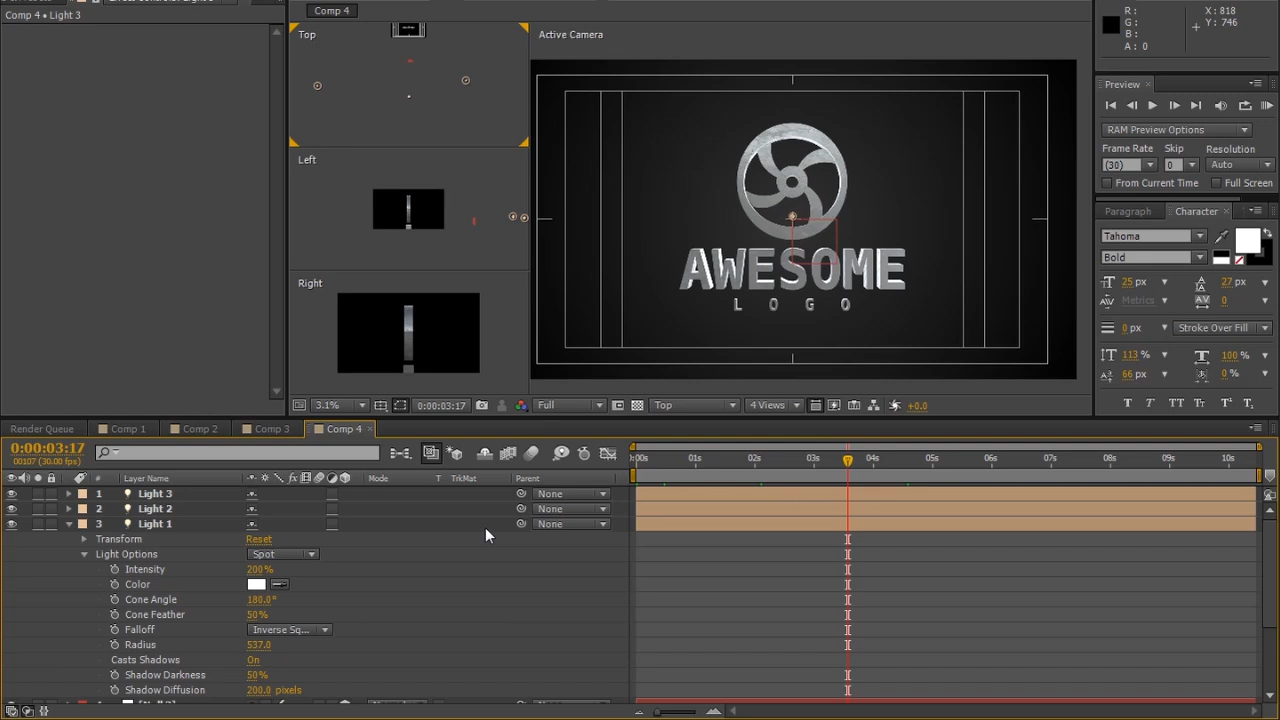 Comp 4 • Light 3
Comp 4
R :
G :
B :
A : 0
X : 818
Y : 746
Top
Active Camera
AWESOME
LOGO
Left
Right
3.1%
0:00:03:17
Full
Top
4 Views
+0.0
Preview
RAM Preview Options
Frame Rate Skip Resolution
(30) 0 Auto
From Current Time Full Screen
Paragraph Character
Tahoma
Bold
25 px 27 px
Metrics 0
0 px Stroke Over Fill
113 % 100 %
66 px 0 %
T T TT Tr T¹ T₁
Render Queue Comp 1 Comp 2 Comp 3 Comp 4
0:00:03:17
00107 (30.00 fps)
:00s 01s 02s 03s 04s 05s 06s 07s 08s 09s 10s
# Layer Name Mode T TrkMat Parent
1 Light 3 None
2 Light 2 None
3 Light 1 None
Transform Reset
Light Options Spot
Intensity 200%
Color
Cone Angle 180.0°
Cone Feather 50%
Falloff Inverse Sq...
Radius 537.0
Casts Shadows On
Shadow Darkness 50%
Shadow Diffusion 200.0 pixels